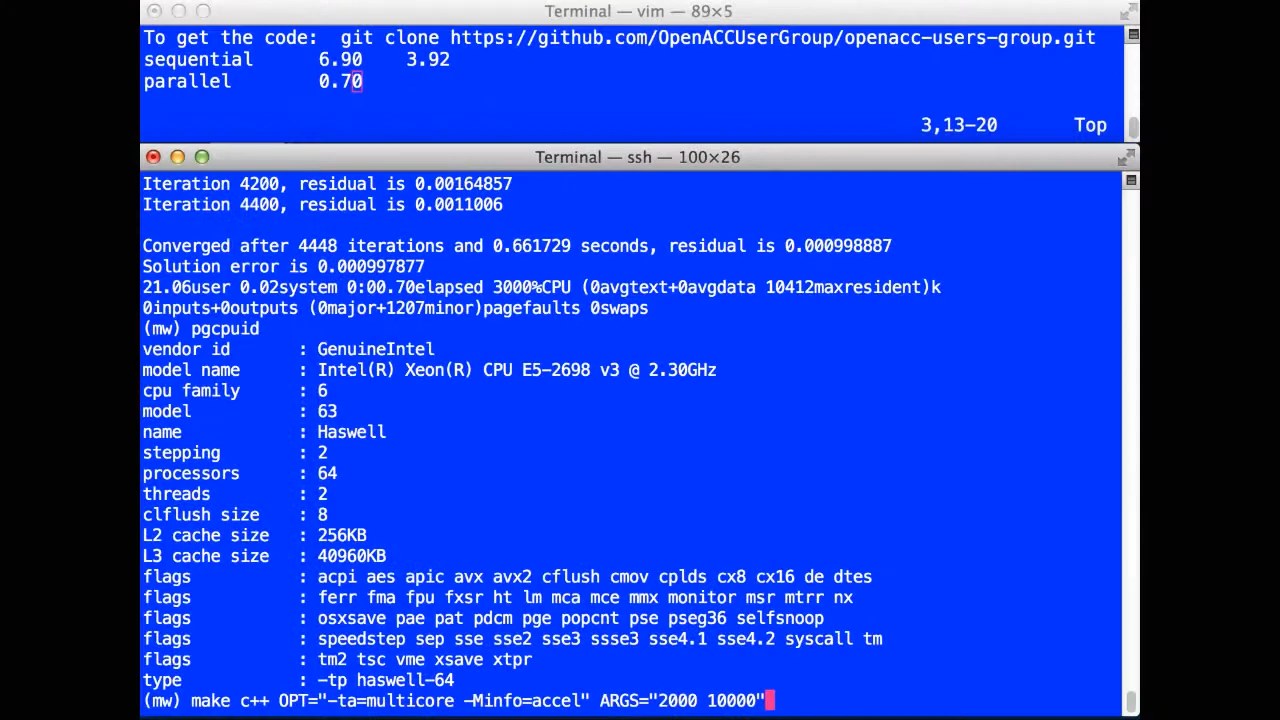 Terminal — vim — 89×5
To get the code:  git clone https://github.com/OpenACCUserGroup/openacc-users-group.git
sequential      6.90    3.92
parallel        0.70
3,13-20       Top
Terminal — ssh — 100×26
Iteration 4200, residual is 0.00164857
Iteration 4400, residual is 0.0011006
Converged after 4448 iterations and 0.661729 seconds, residual is 0.000998887
Solution error is 0.000997877
21.06user 0.02system 0:00.70elapsed 3000%CPU (0avgtext+0avgdata 10412maxresident)k
0inputs+0outputs (0major+1207minor)pagefaults 0swaps
(mw) pgcpuid
vendor id       : GenuineIntel
model name      : Intel(R) Xeon(R) CPU E5-2698 v3 @ 2.30GHz
cpu family      : 6
model           : 63
name            : Haswell
stepping        : 2
processors      : 64
threads         : 2
clflush size    : 8
L2 cache size   : 256KB
L3 cache size   : 40960KB
flags           : acpi aes apic avx avx2 cflush cmov cplds cx8 cx16 de dtes
flags           : ferr fma fpu fxsr ht lm mca mce mmx monitor msr mtrr nx
flags           : osxsave pae pat pdcm pge popcnt pse pseg36 selfsnoop
flags           : speedstep sep sse sse2 sse3 ssse3 sse4.1 sse4.2 syscall tm
flags           : tm2 tsc vme xsave xtpr
type            : -tp haswell-64
(mw) make c++ OPT="-ta=multicore -Minfo=accel" ARGS="2000 10000"